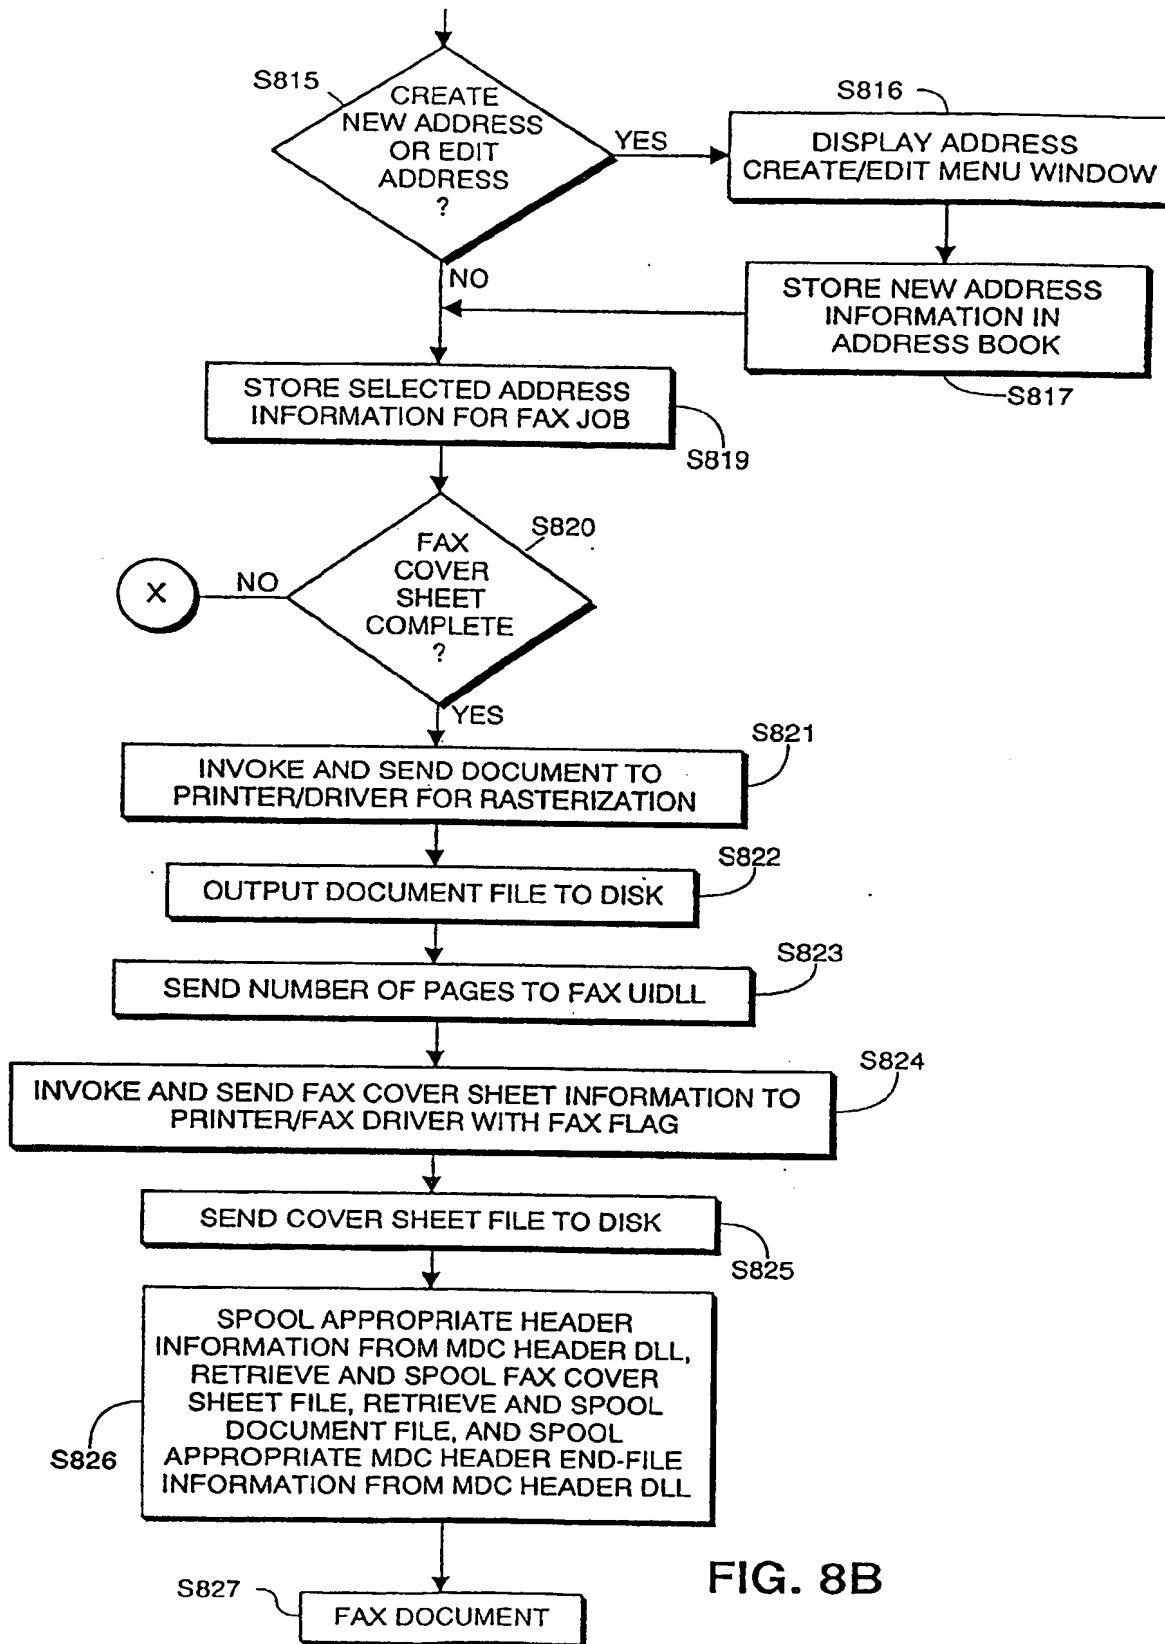 S815
CREATE
NEW ADDRESS
OR EDIT
ADDRESS
?
YES
S816
DISPLAY ADDRESS
CREATE/EDIT MENU WINDOW
NO
STORE NEW ADDRESS
INFORMATION IN
ADDRESS BOOK
S817
STORE SELECTED ADDRESS
INFORMATION FOR FAX JOB
S819
S820
FAX
COVER
SHEET
COMPLETE
?
NO
X
YES
S821
INVOKE AND SEND DOCUMENT TO
PRINTER/DRIVER FOR RASTERIZATION
S822
OUTPUT DOCUMENT FILE TO DISK
S823
SEND NUMBER OF PAGES TO FAX UIDLL
S824
INVOKE AND SEND FAX COVER SHEET INFORMATION TO
PRINTER/FAX DRIVER WITH FAX FLAG
SEND COVER SHEET FILE TO DISK
S825
SPOOL APPROPRIATE HEADER
INFORMATION FROM MDC HEADER DLL,
RETRIEVE AND SPOOL FAX COVER
SHEET FILE, RETRIEVE AND SPOOL
DOCUMENT FILE, AND SPOOL
APPROPRIATE MDC HEADER END-FILE
INFORMATION FROM MDC HEADER DLL
S826
S827
FAX DOCUMENT
FIG. 8B